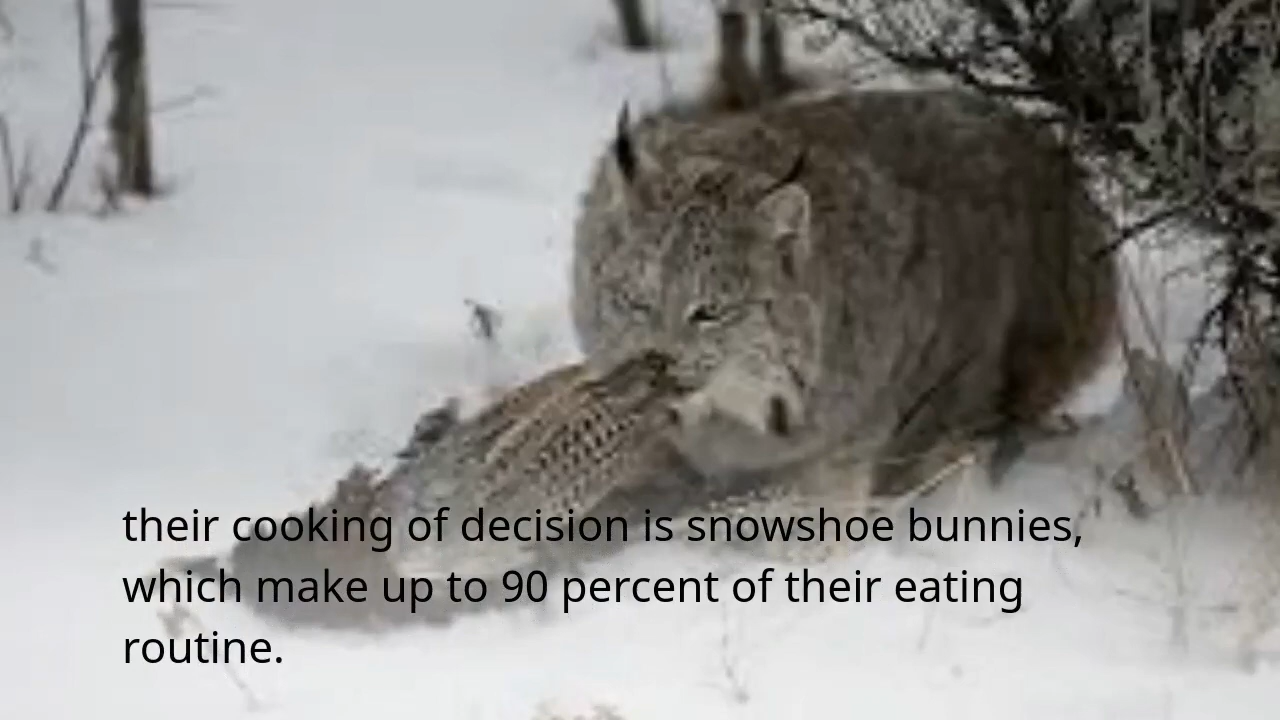 their cooking of decision is snowshoe bunnies,
which make up to 90 percent of their eating
routine.